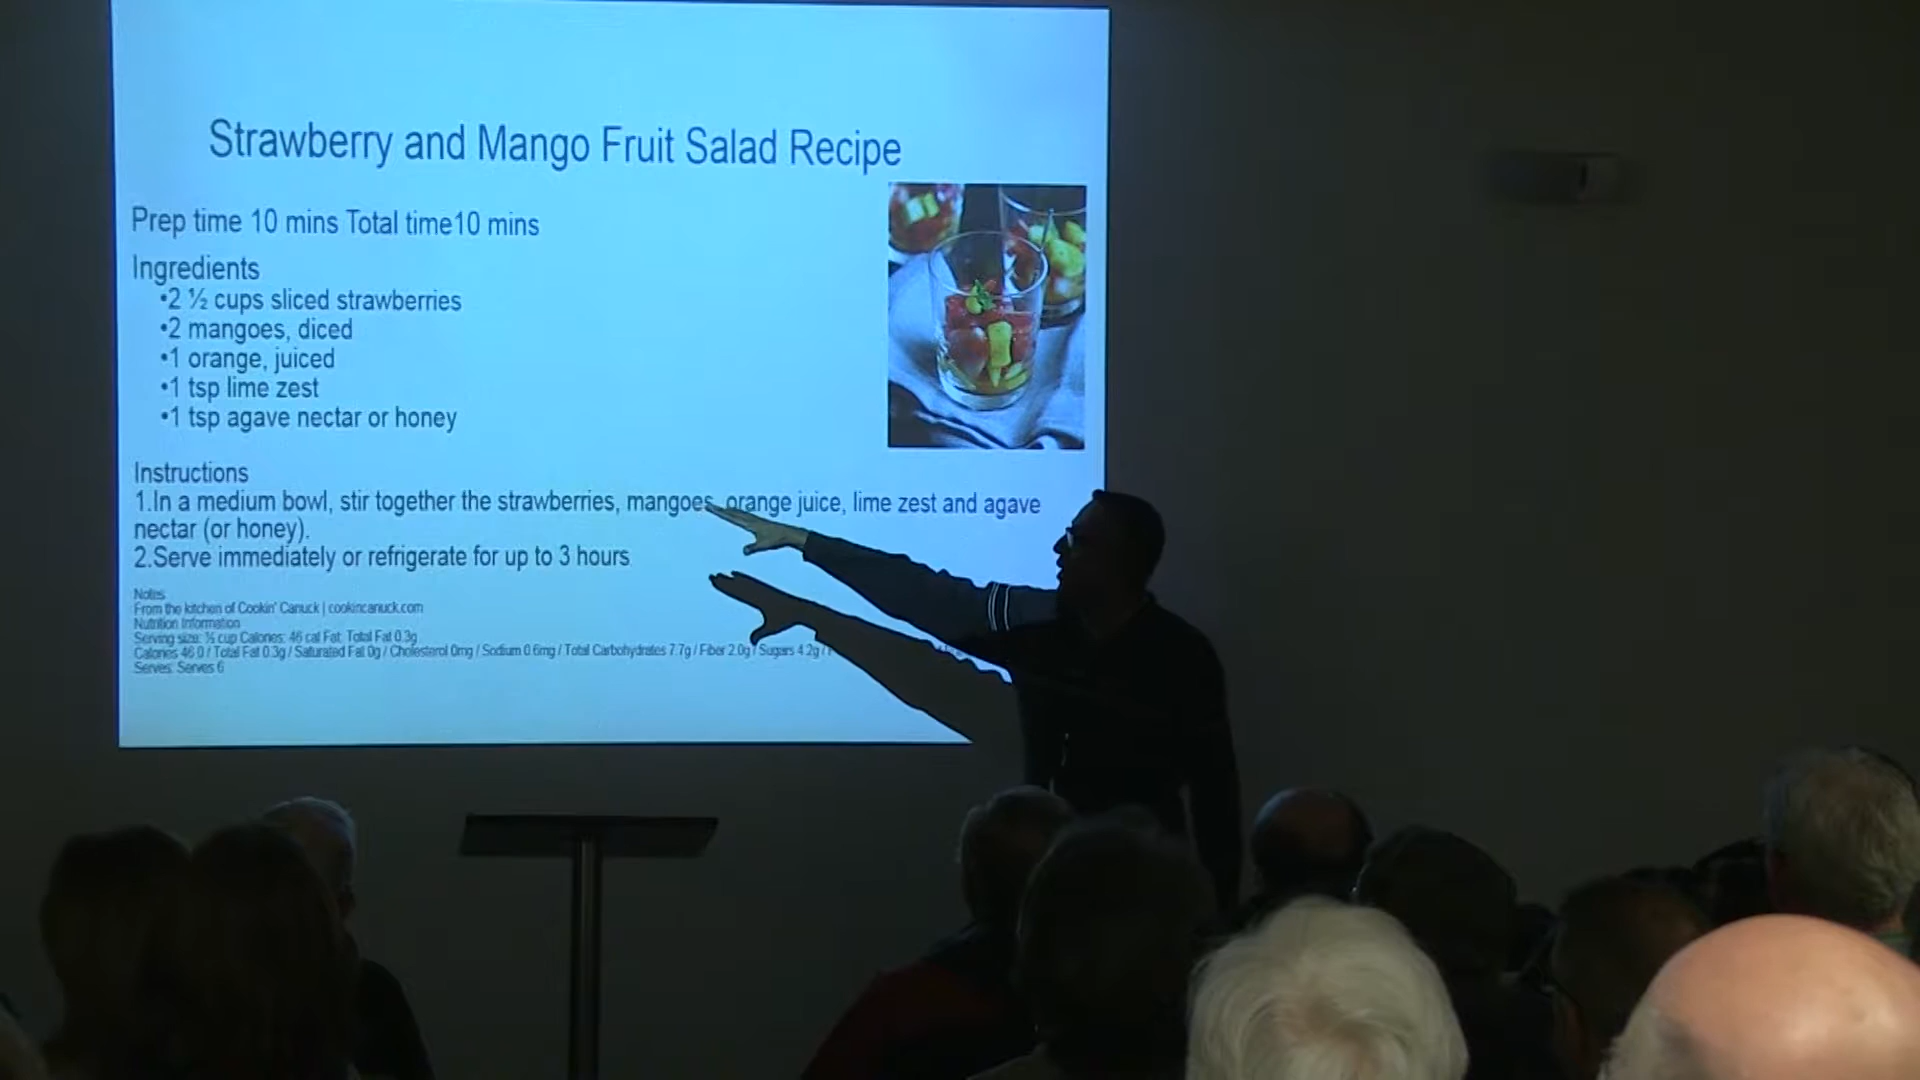 Strawberry and Mango Fruit Salad Recipe
Prep time 10 mins Total time10 mins
Ingredients
•2 ½ cups sliced strawberries
•2 mangoes, diced
•1 orange, juiced
•1 tsp lime zest
•1 tsp agave nectar or honey
Instructions
1.In a medium bowl, stir together the strawberries, mangoes, orange juice, lime zest and agave
nectar (or honey).
2.Serve immediately or refrigerate for up to 3 hours
Notes
From the kitchen of Cookin' Canuck | cookincanuck.com
Nutrition Information
Serving size: cup Calories: 46 cal Fat: Total Fat 0.3g
Calories 46.0 / Total Fat 0.3g / Saturated Fat 0g / Cholesterol 0mg / Sodium 0.6mg / Total Carbohydrates 7.7g / Fiber 2.0g / Sugars 4.2g /
Serves: Serves 6